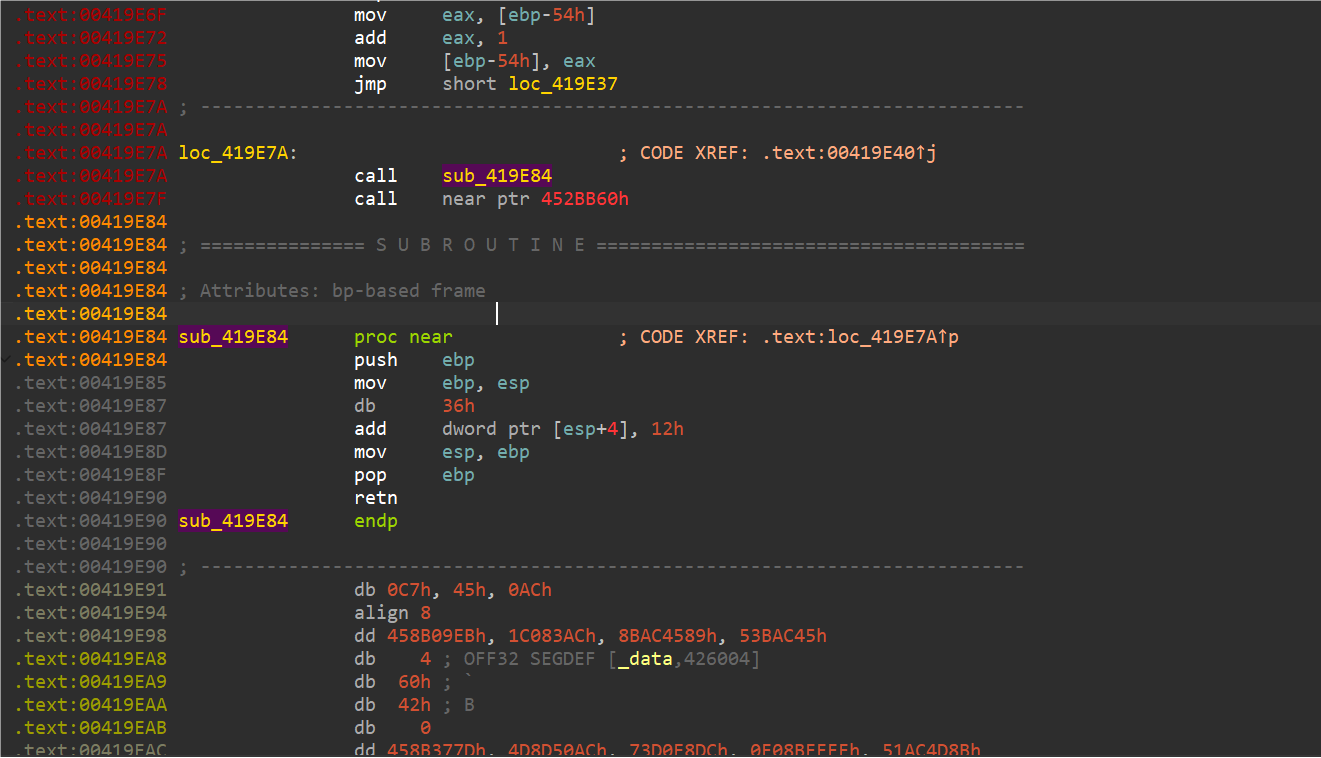 .text:00419E6F mov eax, [ebp-54h]
.text:00419E72 add eax, 1
.text:00419E75 mov [ebp-54h], eax
.text:00419E78 jmp short loc_419E37
.text:00419E7A ; ---------------------------------------------------------------------------
.text:00419E7A
.text:00419E7A loc_419E7A: ; CODE XREF: .text:00419E40↑j
.text:00419E7A call sub_419E84
.text:00419E7F call near ptr 452BB60h
.text:00419E84
.text:00419E84 ; =============== S U B R O U T I N E =======================================
.text:00419E84
.text:00419E84 ; Attributes: bp-based frame
.text:00419E84
.text:00419E84 sub_419E84 proc near ; CODE XREF: .text:loc_419E7A↑p
.text:00419E84 push ebp
.text:00419E85 mov ebp, esp
.text:00419E87 db 36h
.text:00419E87 add dword ptr [esp+4], 12h
.text:00419E8D mov esp, ebp
.text:00419E8F pop ebp
.text:00419E90 retn
.text:00419E90 sub_419E84 endp
.text:00419E90
.text:00419E90 ; ---------------------------------------------------------------------------
.text:00419E91 db 0C7h, 45h, 0ACh
.text:00419E94 align 8
.text:00419E98 dd 458B09EBh, 1C083ACh, 8BAC4589h, 53BAC45h
.text:00419EA8 db 4 ; OFF32 SEGDEF [_data,426004]
.text:00419EA9 db 60h ; `
.text:00419EAA db 42h ; B
.text:00419EAB db 0
.text:00419EAC dd 458B377Dh, 4D8D50ACh, 73D0E8DCh, 0E08BFFFFh, 51AC4D8Bh